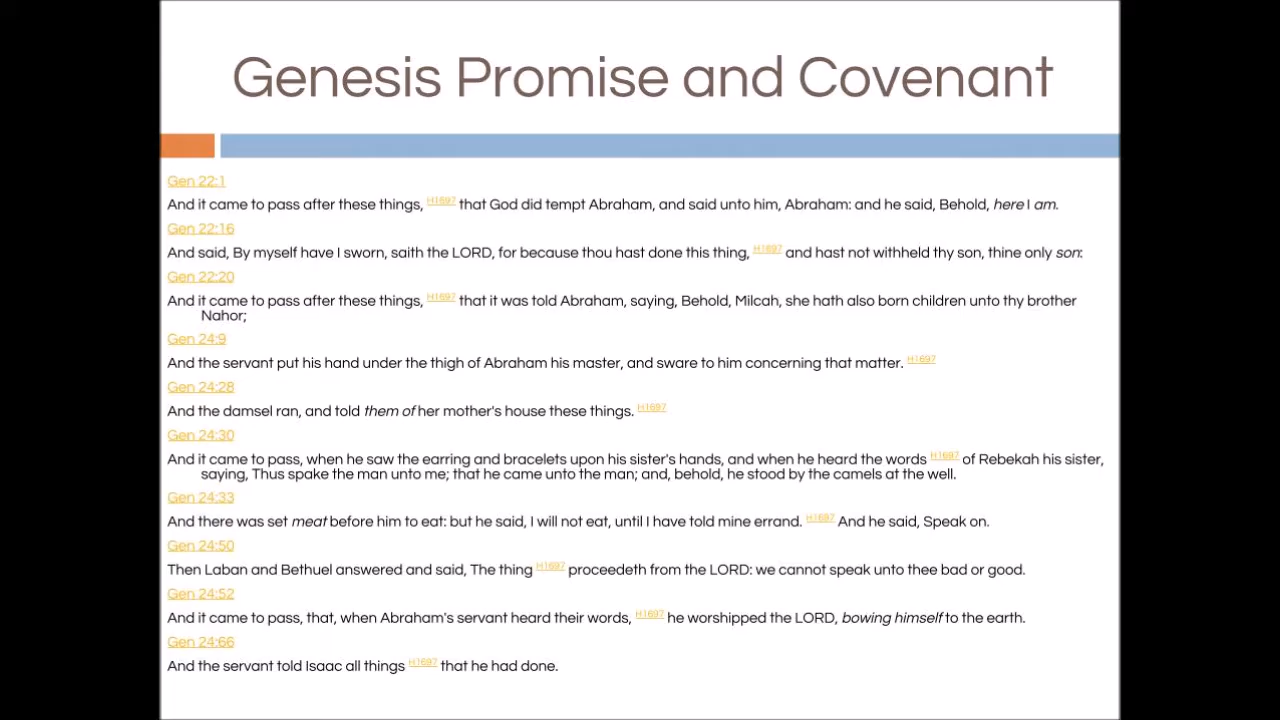 Genesis Promise and Covenant
Gen 22:1
And it came to pass after these things, H1697 that God did tempt Abraham, and said unto him, Abraham: and he said, Behold, here I am.
Gen 22:16
And said, By myself have I sworn, saith the LORD, for because thou hast done this thing, H1697 and hast not withheld thy son, thine only son:
Gen 22:20
And it came to pass after these things, H1697 that it was told Abraham, saying, Behold, Milcah, she hath also born children unto thy brother
Nahor;
Gen 24:9
And the servant put his hand under the thigh of Abraham his master, and sware to him concerning that matter. H1697
Gen 24:28
And the damsel ran, and told them of her mother's house these things. H1697
Gen 24:30
And it came to pass, when he saw the earring and bracelets upon his sister's hands, and when he heard the words H1697 of Rebekah his sister,
saying, Thus spake the man unto me; that he came unto the man; and, behold, he stood by the camels at the well.
Gen 24:33
And there was set meat before him to eat: but he said, I will not eat, until I have told mine errand. H1697 And he said, Speak on.
Gen 24:50
Then Laban and Bethuel answered and said, The thing H1697 proceedeth from the LORD: we cannot speak unto thee bad or good.
Gen 24:52
And it came to pass, that, when Abraham's servant heard their words, H1697 he worshipped the LORD, bowing himself to the earth.
Gen 24:66
And the servant told Isaac all things H1697 that he had done.